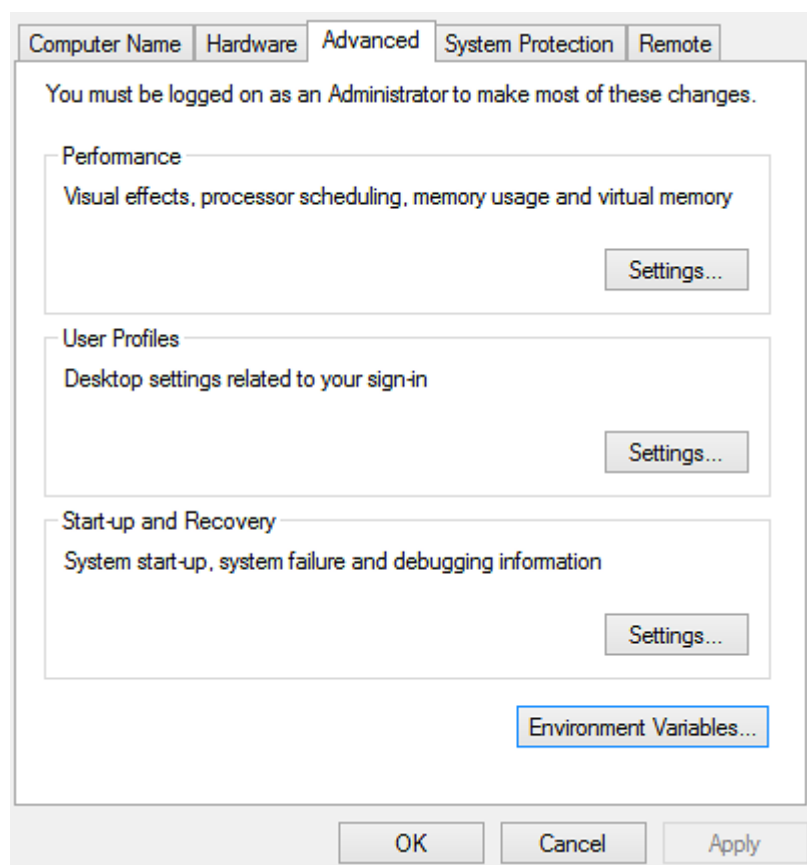 Computer Name Hardware Advanced System Protection Remote
You must be logged on as an Administrator to make most of these changes.
Performance
Visual effects, processor scheduling, memory usage and virtual memory
Settings...
User Profiles
Desktop settings related to your sign-in
Settings...
Start-up and Recovery
System start-up, system failure and debugging information
Settings...
Environment Variables...
OK Cancel Apply